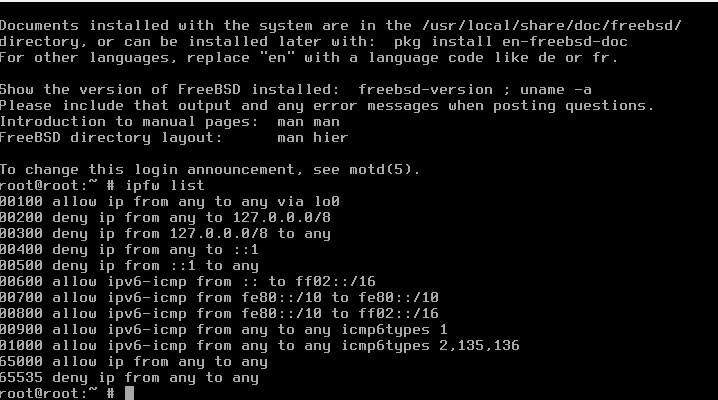 Documents installed with the system are in the /usr/local/share/doc/freebsd/
directory, or can be installed later with:  pkg install en-freebsd-doc
For other languages, replace "en" with a language code like de or fr.

Show the version of FreeBSD installed:  freebsd-version ; uname -a
Please include that output and any error messages when posting questions.
Introduction to manual pages:  man man
FreeBSD directory layout:      man hier

To change this login announcement, see motd(5).
root@root:~ # ipfw list
00100 allow ip from any to any via lo0
00200 deny ip from any to 127.0.0.0/8
00300 deny ip from 127.0.0.0/8 to any
00400 deny ip from any to ::1
00500 deny ip from ::1 to any
00600 allow ipv6-icmp from :: to ff02::/16
00700 allow ipv6-icmp from fe80::/10 to fe80::/10
00800 allow ipv6-icmp from fe80::/10 to ff02::/16
00900 allow ipv6-icmp from any to any icmp6types 1
01000 allow ipv6-icmp from any to any icmp6types 2,135,136
65000 allow ip from any to any
65535 deny ip from any to any
root@root:~ #